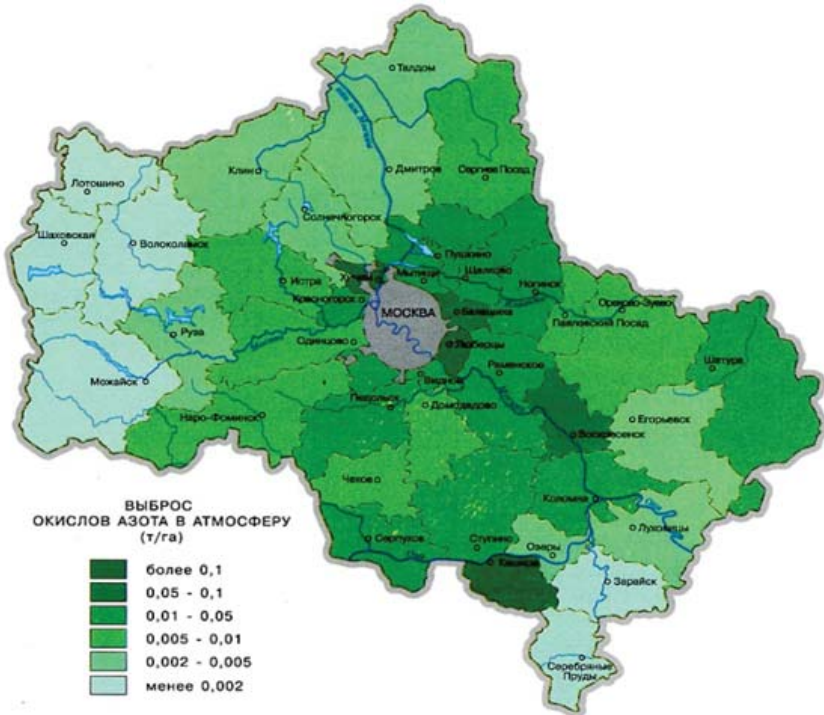 Талдом
Клин
Дмитров
Сергиев Посад
Лотошино
Солнечногорск
Шаховская
Волоколамск
Пушкино
Мытищи
Щелково
Истра
Химки
Ногинск
Красногорск
МОСКВА
Балашиха
Орехово-Зуево
Павловский Посад
Руза
Одинцово
Люберцы
Шатура
Раменское
Можайск
Видное
Подольск
Домодедово
Егорьевск
Наро-Фоминск
Воскресенск
Чехов
Коломна
Луховицы
Серпухов
Ступино
Озеры
Кашира
Зарайск
Серебряные
Пруды
ВЫБРОС
ОКИСЛОВ АЗОТА В АТМОСФЕРУ
(т/га)
более 0,1
0,05 - 0,1
0,01 - 0,05
0,005 - 0,01
0,002 - 0,005
менее 0,002